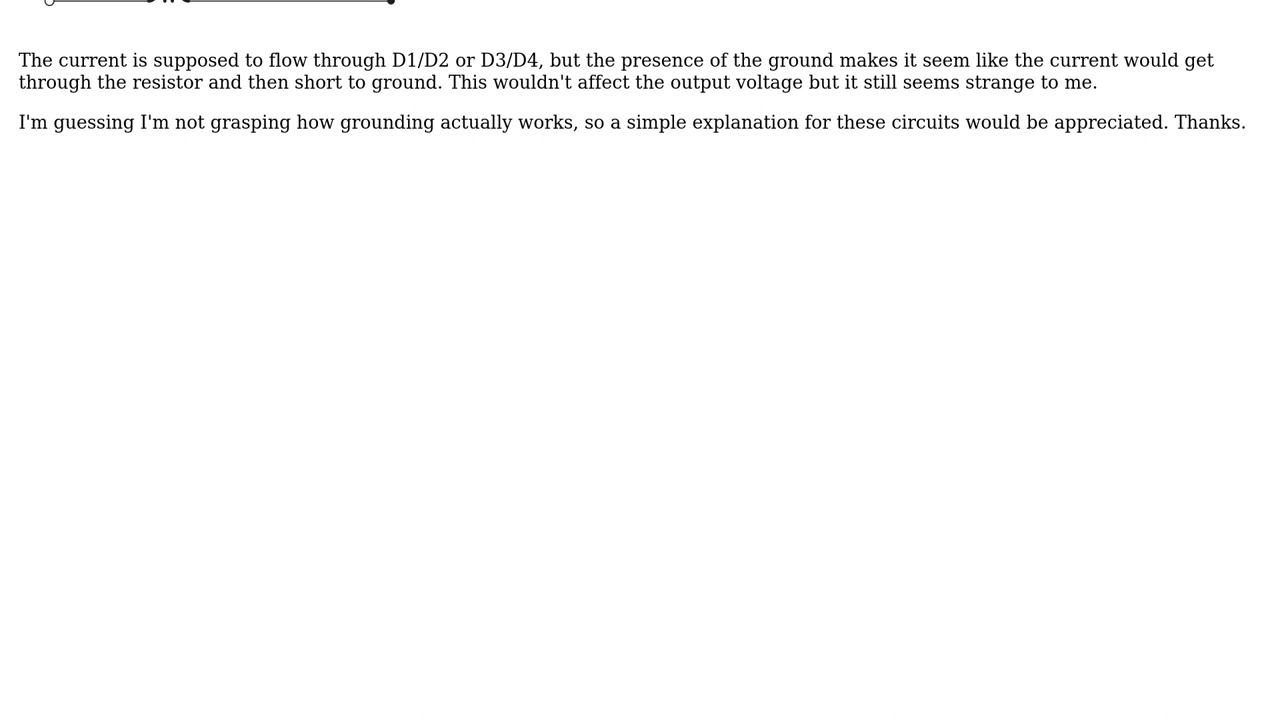 The current is supposed to flow through D1/D2 or D3/D4, but the presence of the ground makes it seem like the current would get
through the resistor and then short to ground. This wouldn't affect the output voltage but it still seems strange to me.
I'm guessing I'm not grasping how grounding actually works, so a simple explanation for these circuits would be appreciated. Thanks.